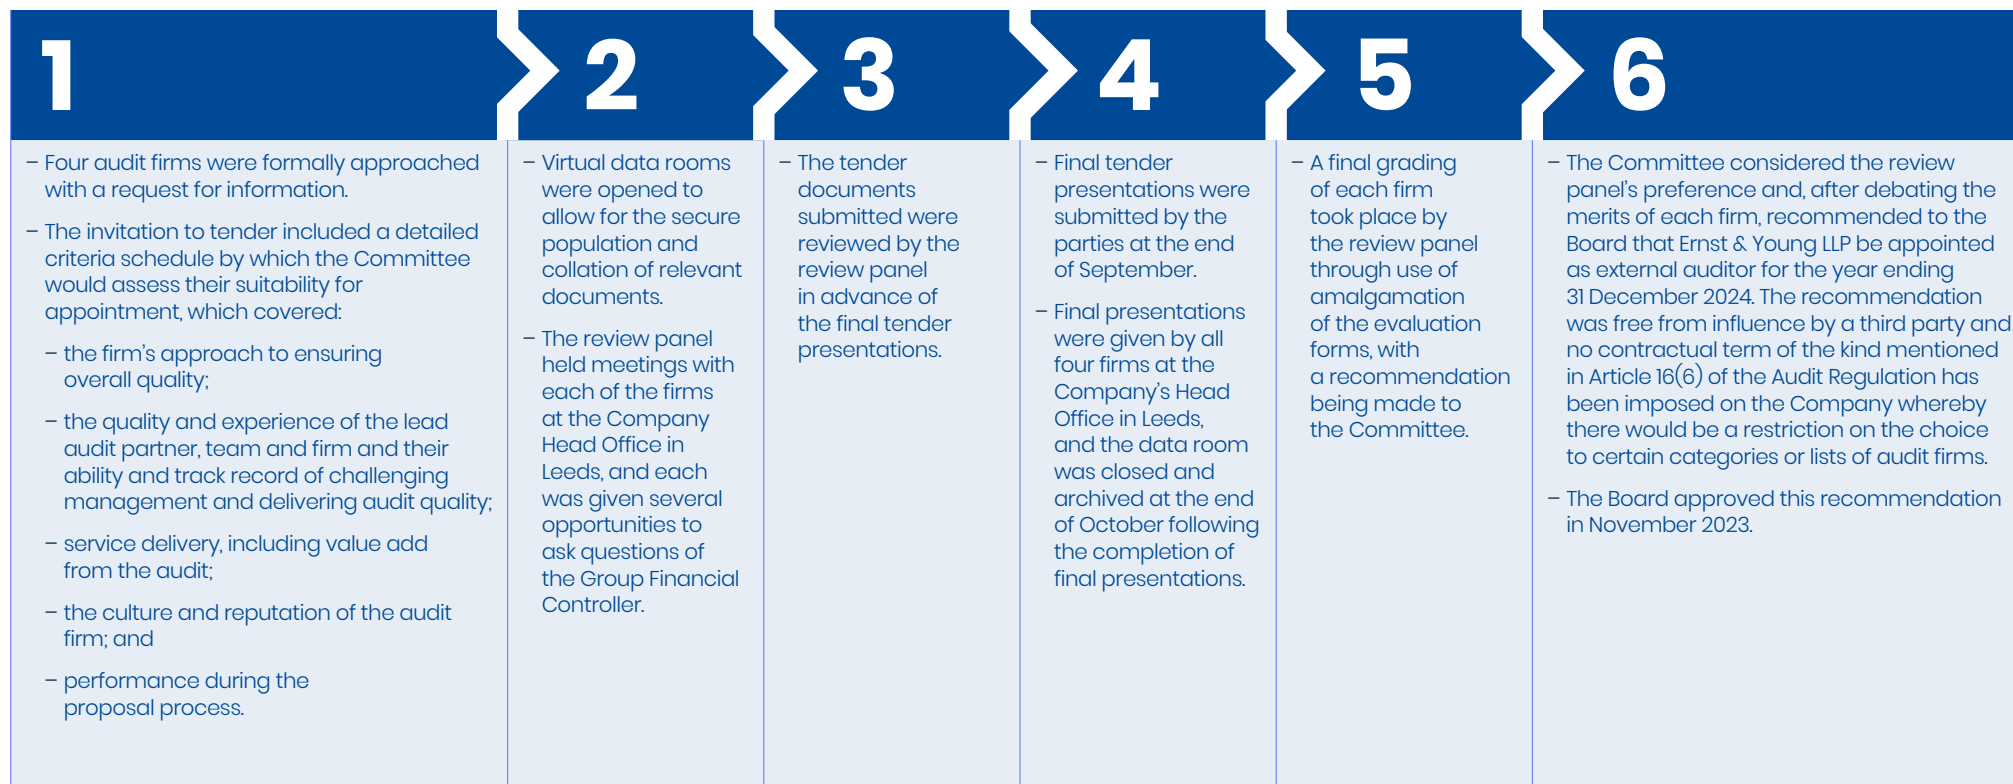 1
– Four audit firms were formally approached
with a request for information.
– The invitation to tender included a detailed
criteria schedule by which the Committee
would assess their suitability for
appointment, which covered:
– the firm's approach to ensuring
overall quality;
– the quality and experience of the lead
audit partner, team and firm and their
ability and track record of challenging
management and delivering audit quality;
– service delivery, including value add
from the audit;
– the culture and reputation of the audit
firm; and
– performance during the
proposal process.
2
– Virtual data rooms
were opened to
allow for the secure
population and
collation of relevant
documents.
– The review panel
held meetings with
each of the firms
at the Company
Head Office in
Leeds, and each
was given several
opportunities to
ask questions of
the Group Financial
Controller.
3
– The tender
documents
submitted were
reviewed by the
review panel
in advance of
the final tender
presentations.
4
– Final tender
presentations were
submitted by the
parties at the end
of September.
– Final presentations
were given by all
four firms at the
Company's Head
Office in Leeds,
and the data room
was closed and
archived at the end
of October following
the completion of
final presentations.
5
– A final grading
of each firm
took place by
the review panel
through use of
amalgamation
of the evaluation
forms, with
a recommendation
being made to
the Committee.
6
– The Committee considered the review
panel's preference and, after debating the
merits of each firm, recommended to the
Board that Ernst & Young LLP be appointed
as external auditor for the year ending
31 December 2024. The recommendation
was free from influence by a third party and
no contractual term of the kind mentioned
in Article 16(6) of the Audit Regulation has
been imposed on the Company whereby
there would be a restriction on the choice
to certain categories or lists of audit firms.
– The Board approved this recommendation
in November 2023.